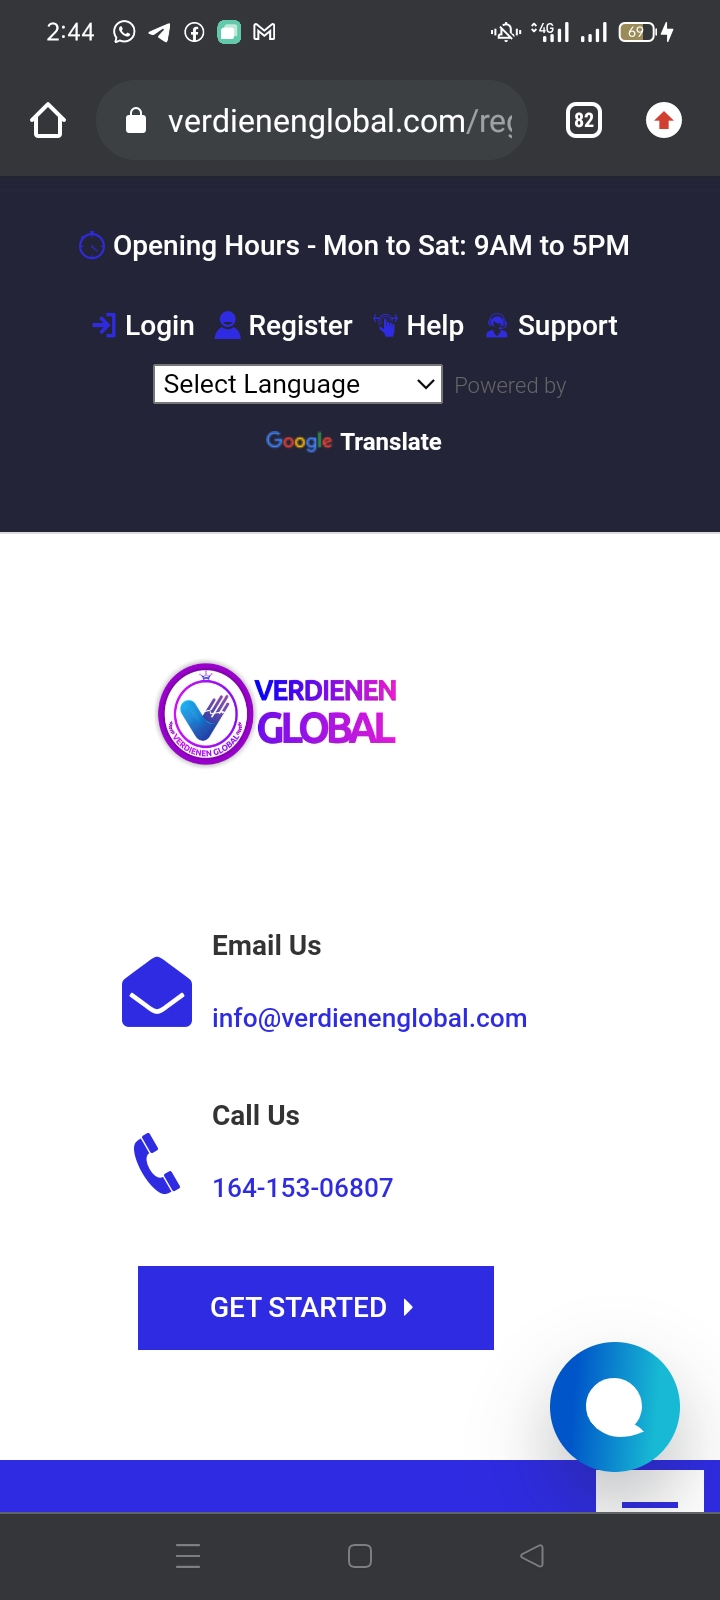 2:44 4G 69
verdienenglobal.com/reg 82
Opening Hours - Mon to Sat: 9AM to 5PM
Login Register Help Support
Select Language Powered by
Google Translate
VERDIENEN
GLOBAL
VERDIENEN GLOBAL
Email Us
info@verdienenglobal.com
Call Us
164-153-06807
GET STARTED